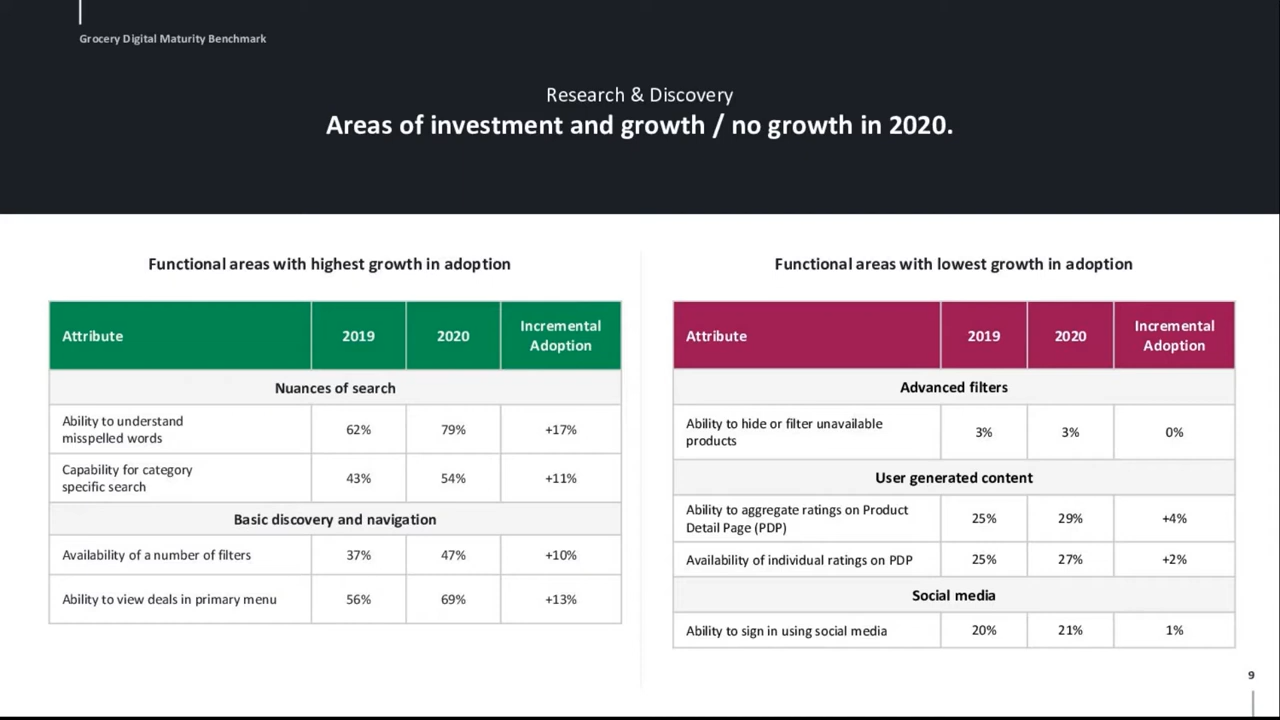 Grocery Digital Maturity Benchmark
Research & Discovery
Areas of investment and growth / no growth in 2020.
Functional areas with highest growth in adoption
Attribute 2019 2020 Incremental
Adoption
Nuances of search
Ability to understand
misspelled words 62% 79% +17%
Capability for category
specific search 43% 54% +11%
Basic discovery and navigation
Availability of a number of filters 37% 47% +10%
Ability to view deals in primary menu 56% 69% +13%
Functional areas with lowest growth in adoption
Attribute 2019 2020 Incremental
Adoption
Advanced filters
Ability to hide or filter unavailable
products 3% 3% 0%
User generated content
Ability to aggregate ratings on Product
Detail Page (PDP) 25% 29% +4%
Availability of individual ratings on PDP 25% 27% +2%
Social media
Ability to sign in using social media 20% 21% 1%
9